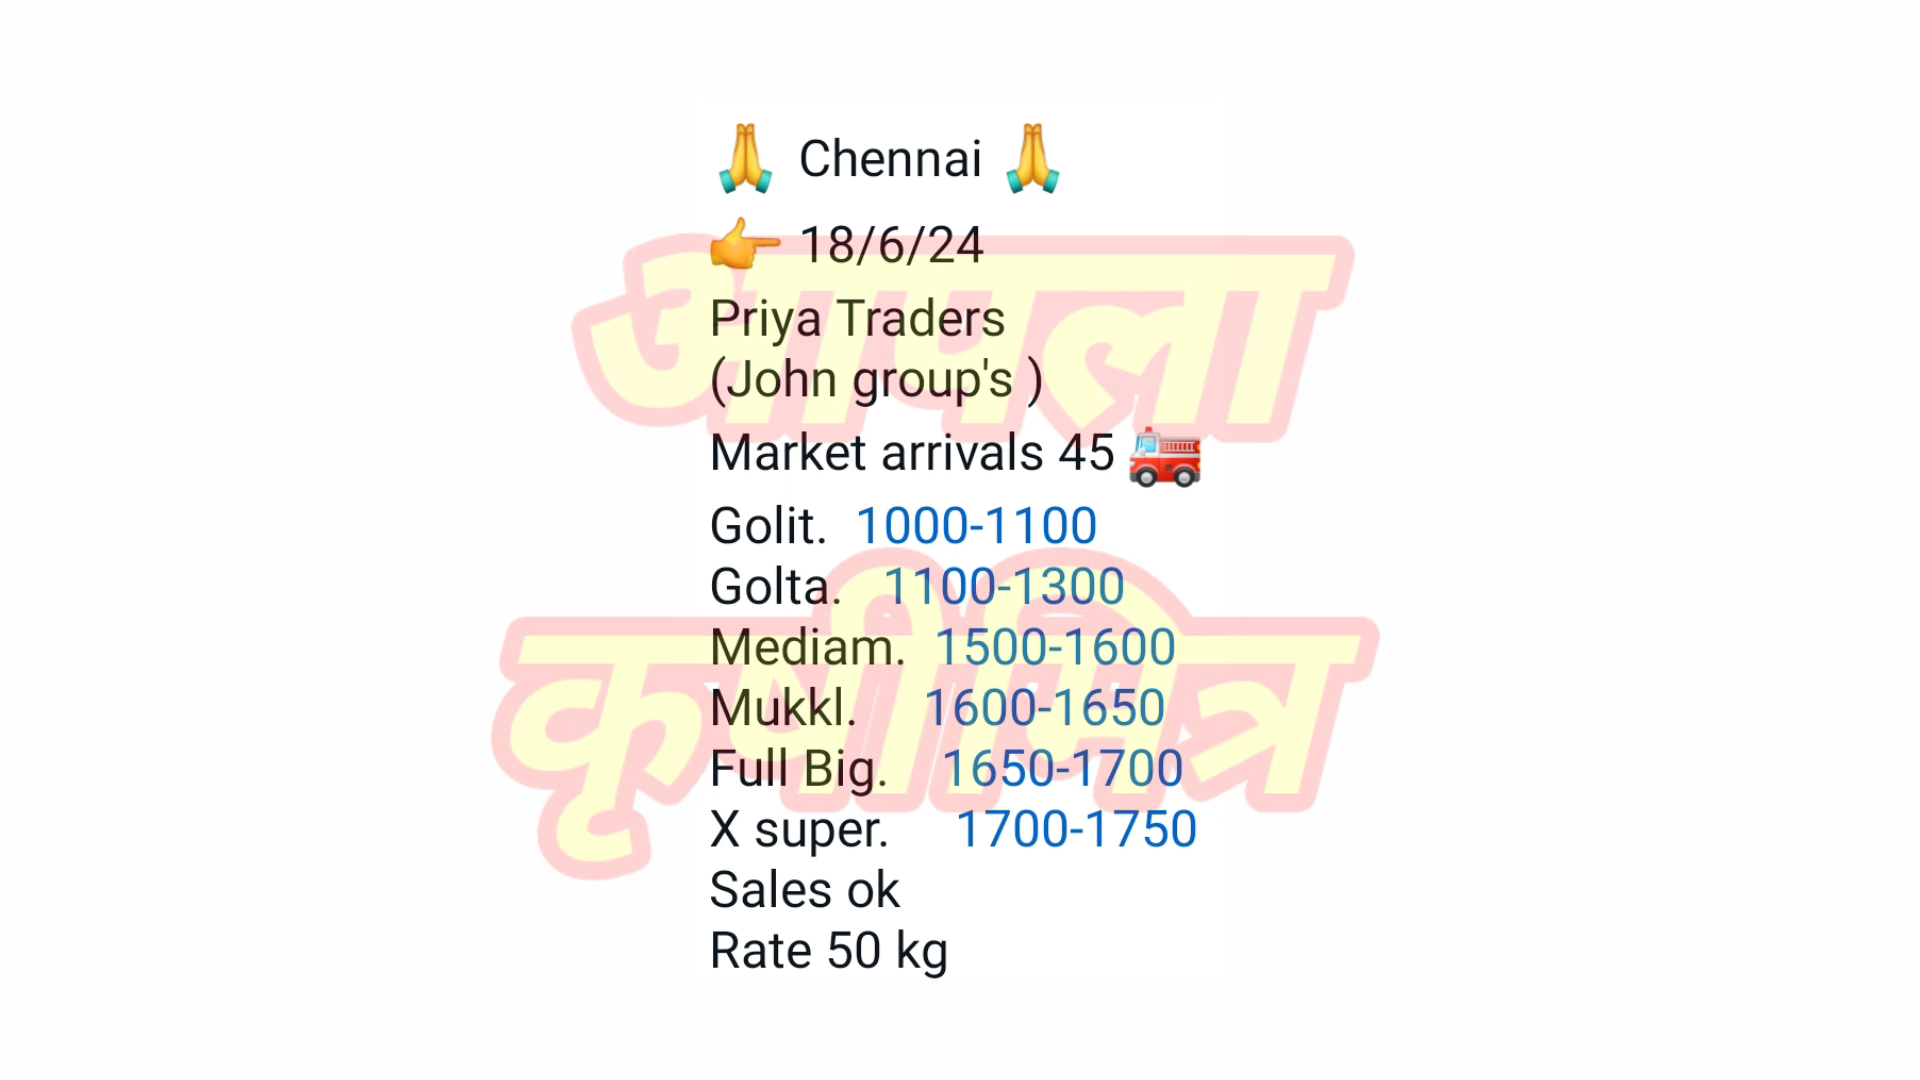 🙏 Chennai 🙏
👉 18/6/24
Priya Traders
(John group's )
Market arrivals 45 🚒
Golit. 1000-1100
Golta. 1100-1300
Mediam. 1500-1600
Mukkl. 1600-1650
Full Big. 1650-1700
X super. 1700-1750
Sales ok
Rate 50 kg
आपला
कृषीमित्र